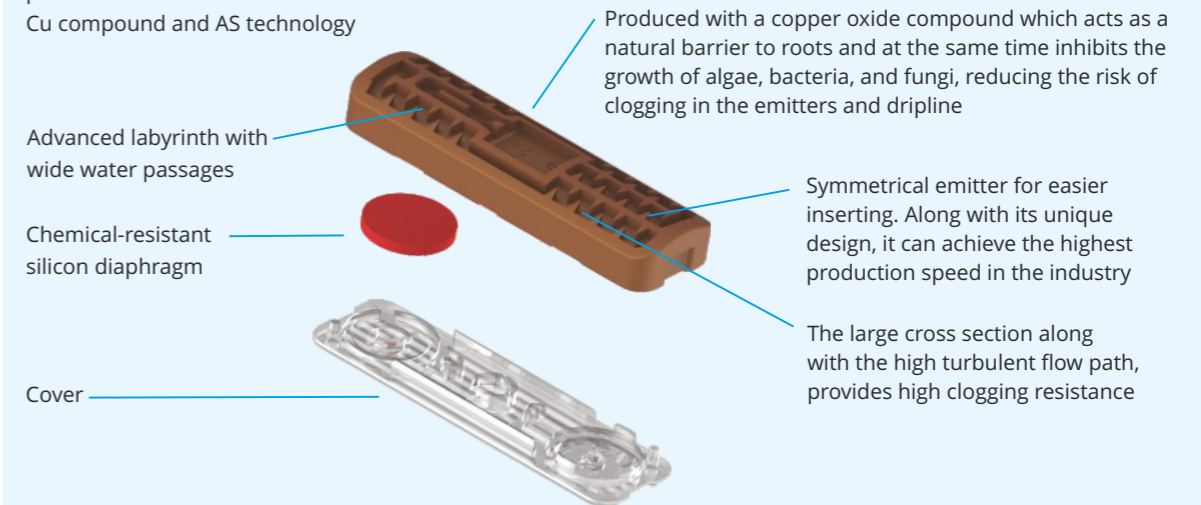 Cu compound and AS technology
Produced with a copper oxide compound which acts as a
natural barrier to roots and at the same time inhibits the
growth of algae, bacteria, and fungi, reducing the risk of
clogging in the emitters and dripline
Advanced labyrinth with
wide water passages
Chemical-resistant
silicon diaphragm
Cover
Symmetrical emitter for easier
inserting. Along with its unique
design, it can achieve the highest
production speed in the industry
The large cross section along
with the high turbulent flow path,
provides high clogging resistance